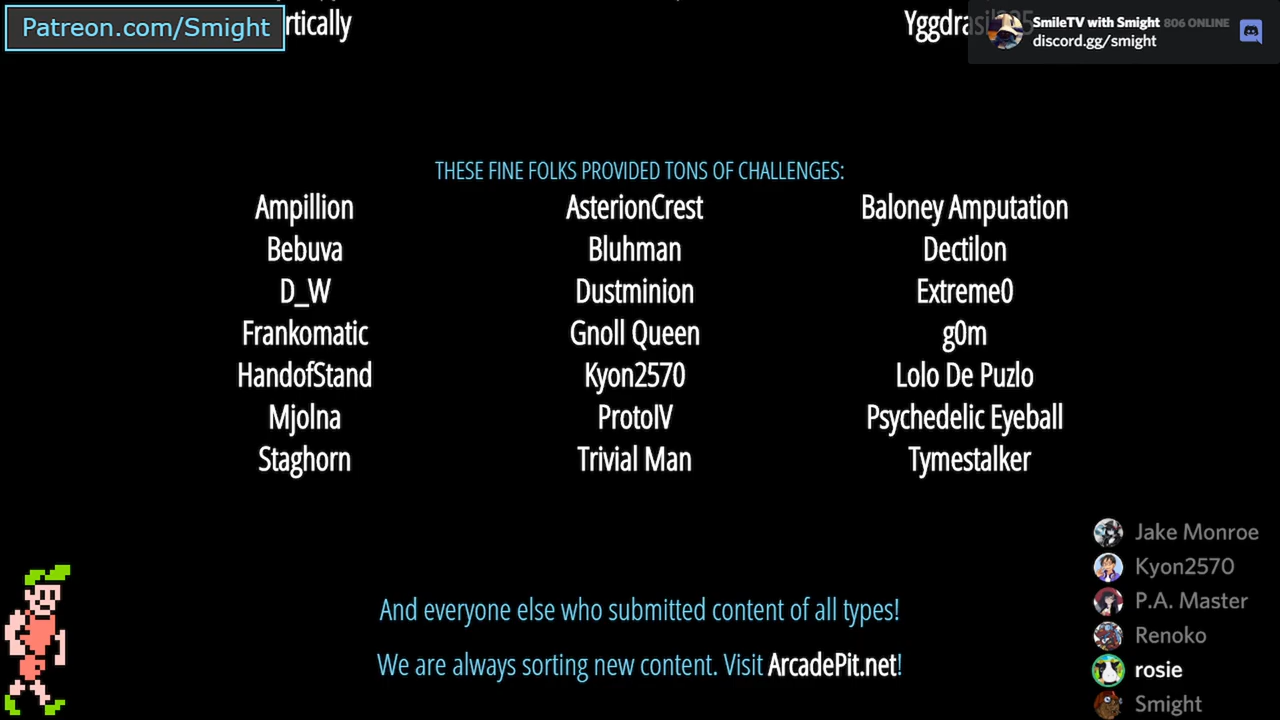 Patreon.com/Smight
rtically
SmileTV with Smight 806 ONLINE
discord.gg/smight
THESE FINE FOLKS PROVIDED TONS OF CHALLENGES:
Ampillion AsterionCrest Baloney Amputation
Bebuva Bluhman Dectilon
D_W Dustminion Extreme0
Frankomatic Gnoll Queen g0m
HandofStand Kyon2570 Lolo De Puzlo
Mjolna ProtoIV Psychedelic Eyeball
Staghorn Trivial Man Tymestalker
And everyone else who submitted content of all types!
We are always sorting new content. Visit ArcadePit.net!
Jake Monroe
Kyon2570
P.A. Master
Renoko
rosie
Smight